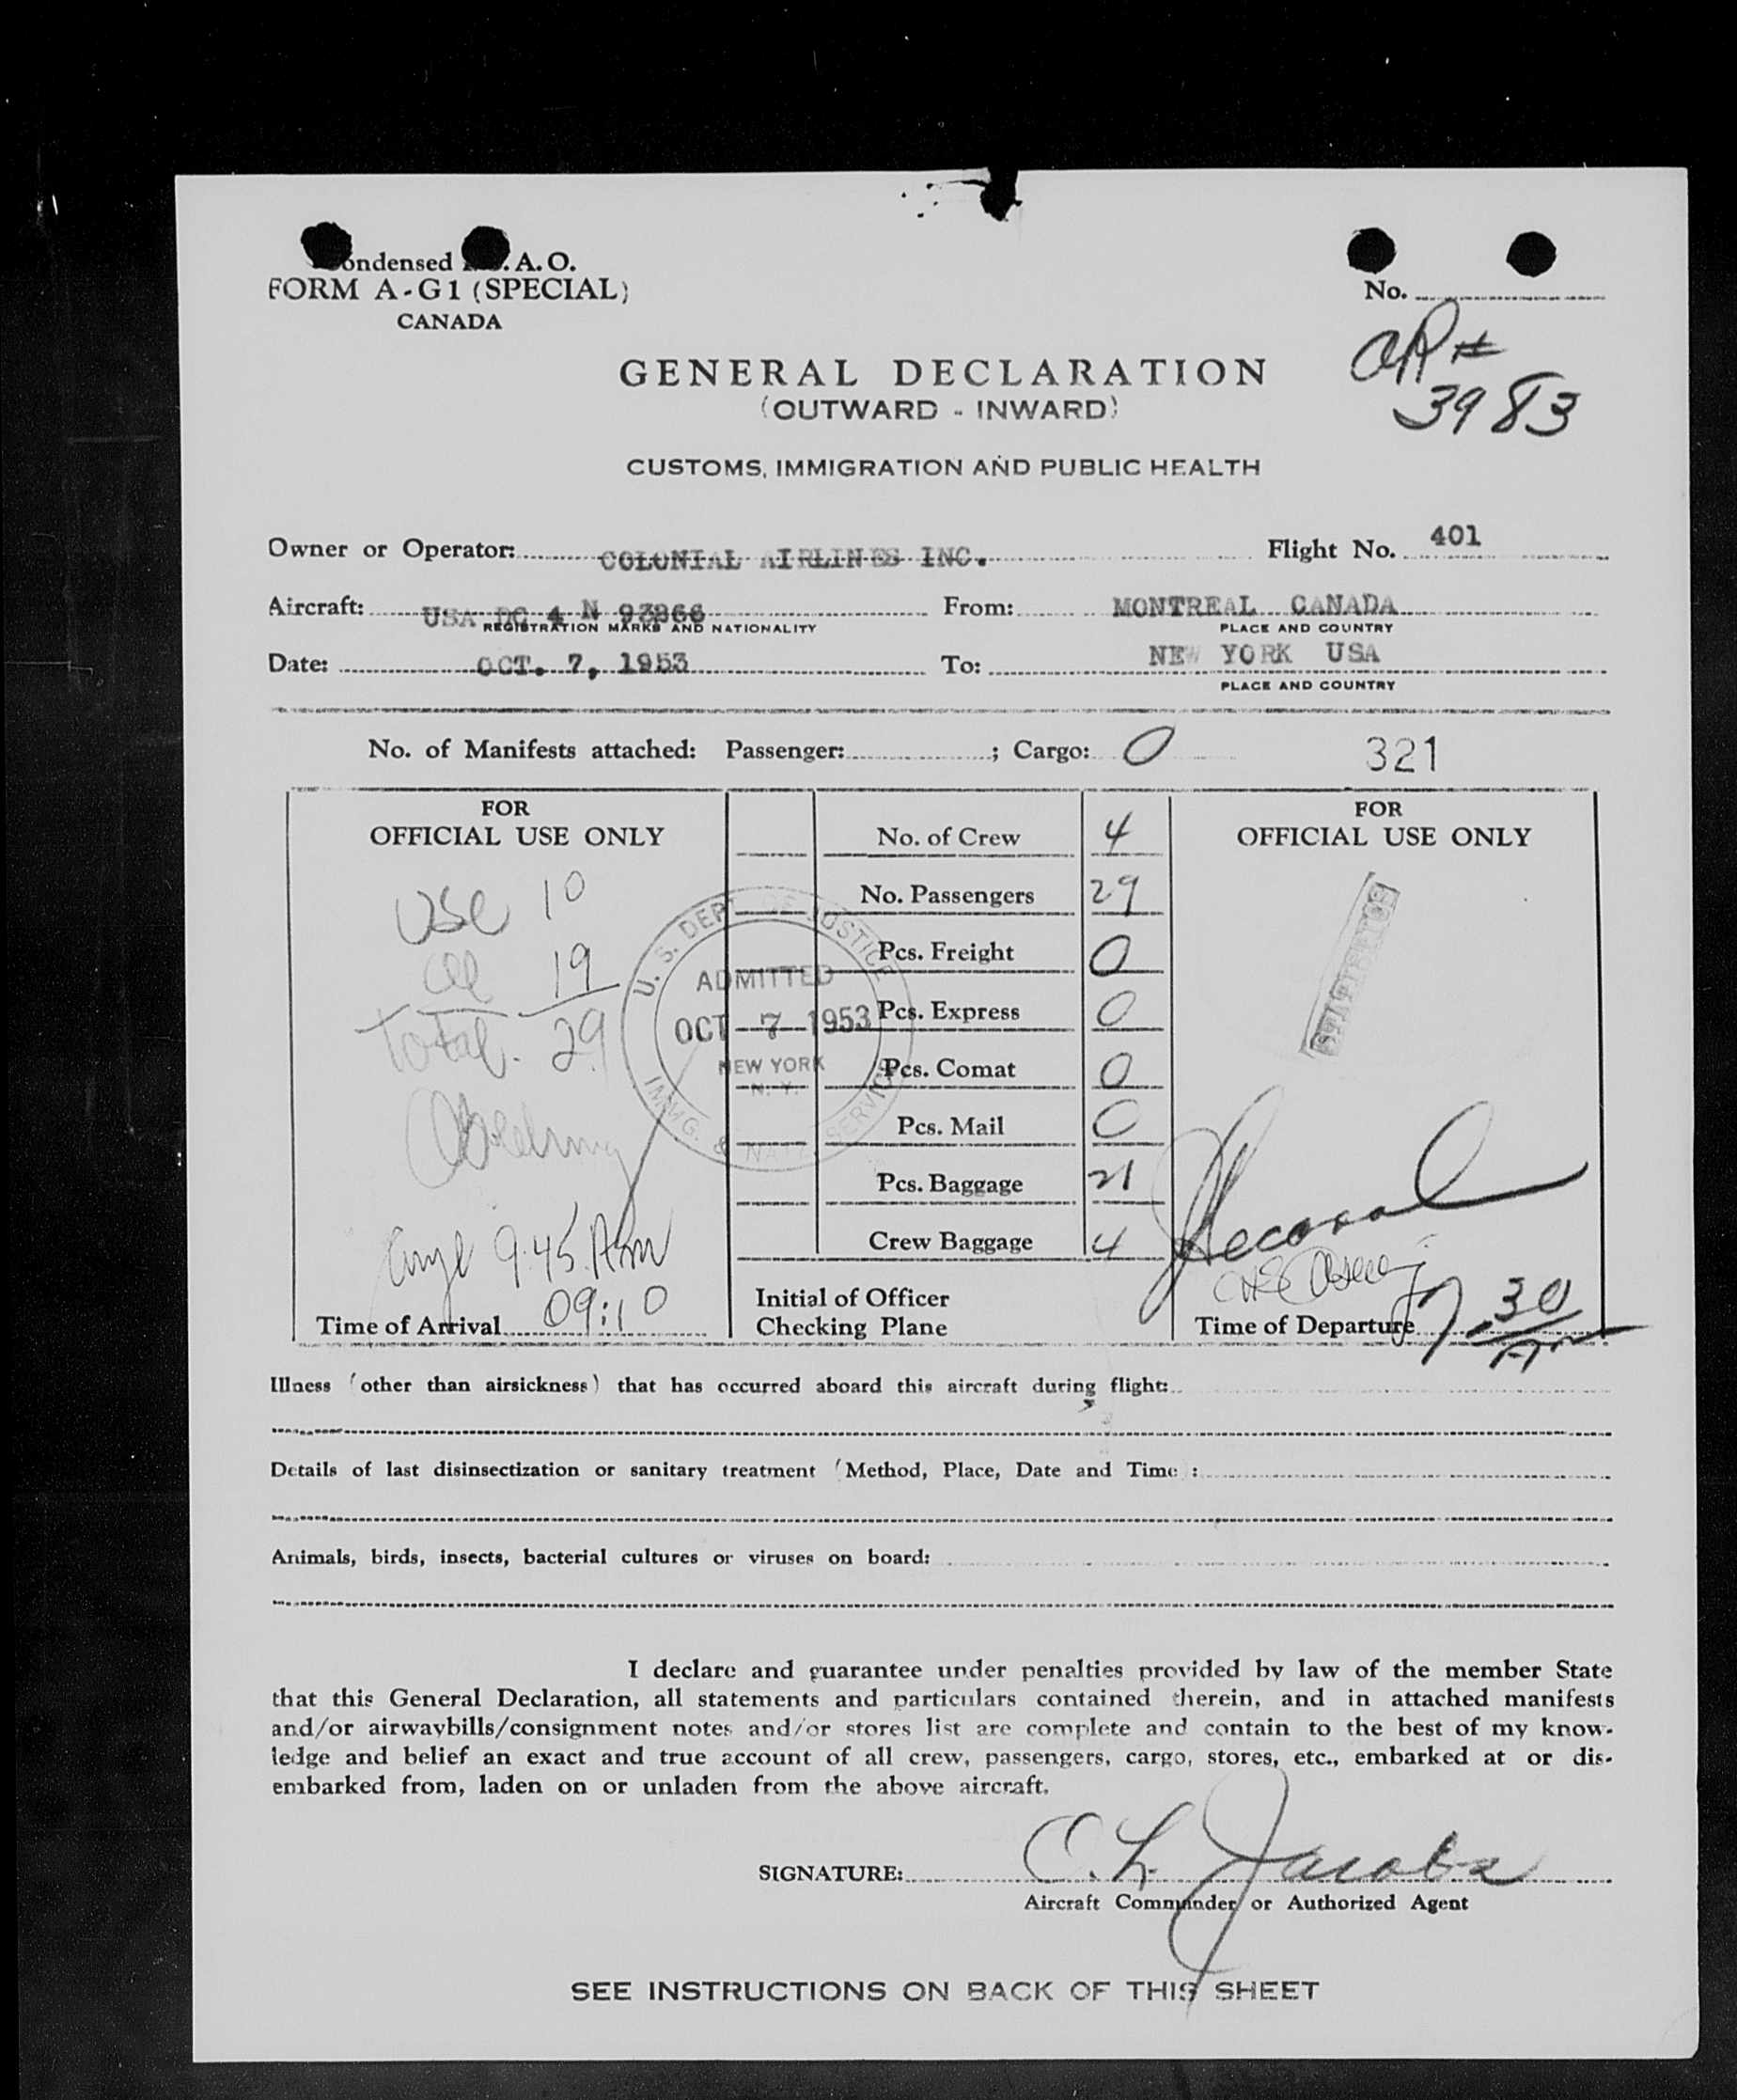 ondensed . A. O.
FORM A-G1 (SPECIAL)
CANADA
No.
AR #
3983
GENERAL DECLARATION
(OUTWARD - INWARD)
CUSTOMS, IMMIGRATION AND PUBLIC HEALTH
Owner or Operator: COLONIAL AIRLINES INC. Flight No. 401
Aircraft: USA DC 4 N 93266 From: MONTREAL CANADA
REGISTRATION MARKS AND NATIONALITY PLACE AND COUNTRY
Date: OCT. 7, 1953 To: NEW YORK USA
PLACE AND COUNTRY
No. of Manifests attached: Passenger: ; Cargo: 0 321
FOR
OFFICIAL USE ONLY
USC 10
al 19
Total. 29
9:45 Am
Time of Arrival 09:10
U. S. DEPT. OF JUSTICE
ADMITTED
OCT 7 1953
NEW YORK
N. Y.
IMMG. & NATZ. SERVICE
No. of Crew 4
No. Passengers 29
Pcs. Freight 0
Pcs. Express 0
Pcs. Comat 0
Pcs. Mail 0
Pcs. Baggage 21
Crew Baggage 4
Initial of Officer
Checking Plane
FOR
OFFICIAL USE ONLY
STATISTICS
Time of Departure 7.30
AM
Illness (other than airsickness) that has occurred aboard this aircraft during flight:
Details of last disinsectization or sanitary treatment (Method, Place, Date and Time):
Animals, birds, insects, bacterial cultures or viruses on board:
I declare and guarantee under penalties provided by law of the member State
that this General Declaration, all statements and particulars contained therein, and in attached manifests
and/or airwaybills/consignment notes and/or stores list are complete and contain to the best of my know-
ledge and belief an exact and true account of all crew, passengers, cargo, stores, etc., embarked at or dis-
embarked from, laden on or unladen from the above aircraft.
SIGNATURE: C. L. Jacobs
Aircraft Commander or Authorized Agent
SEE INSTRUCTIONS ON BACK OF THIS SHEET